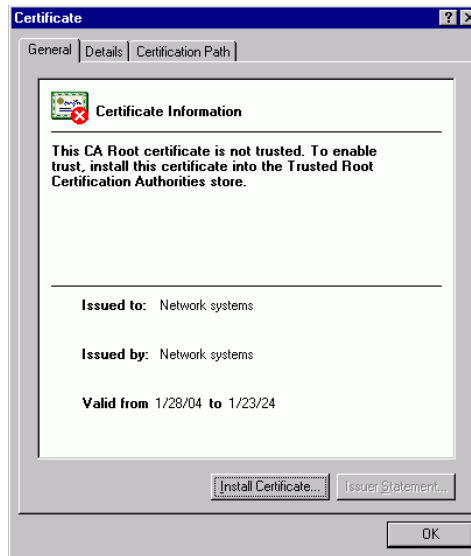 Certificate
General Details Certification Path
Certificate Information
This CA Root certificate is not trusted. To enable
trust, install this certificate into the Trusted Root
Certification Authorities store.
Issued to: Network systems
Issued by: Network systems
Valid from 1/28/04 to 1/23/24
Install Certificate... Issuer Statement...
OK